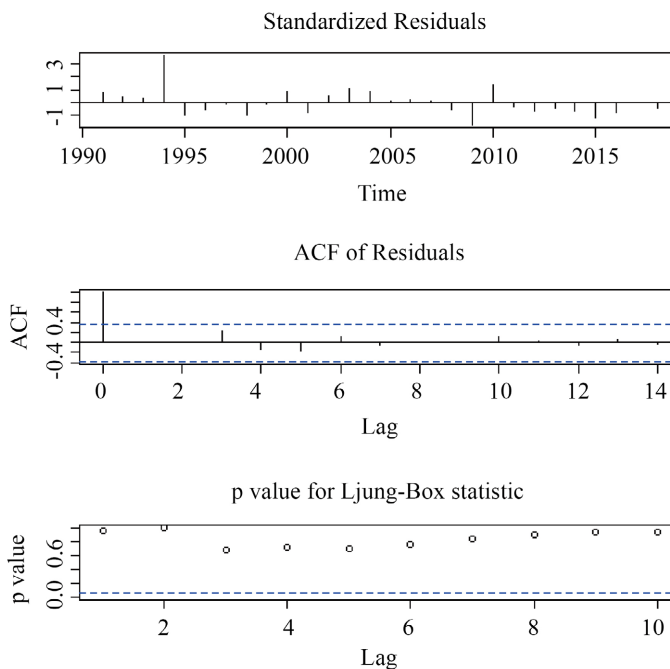 Standardized Residuals
-1 1 3
1990 1995 2000 2005 2010 2015
Time
ACF of Residuals
ACF
-0.4 0.4
0 2 4 6 8 10 12 14
Lag
p value for Ljung-Box statistic
p value
0.0 0.6
2 4 6 8 10
Lag